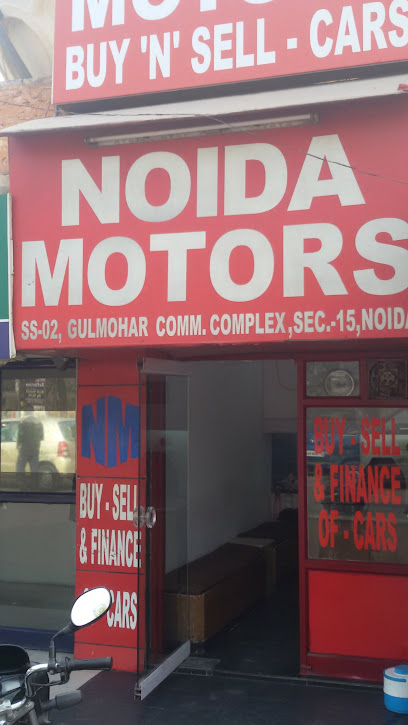 MOTO
BUY 'N' SELL - CARS
NOIDA
MOTORS
SS-02, GULMOHAR COMM. COMPLEX, SEC.-15, NOIDA
NM
BUY - SELL
& FINANCE
CARS
BUY - SELL
& FINANCE
OF - CARS